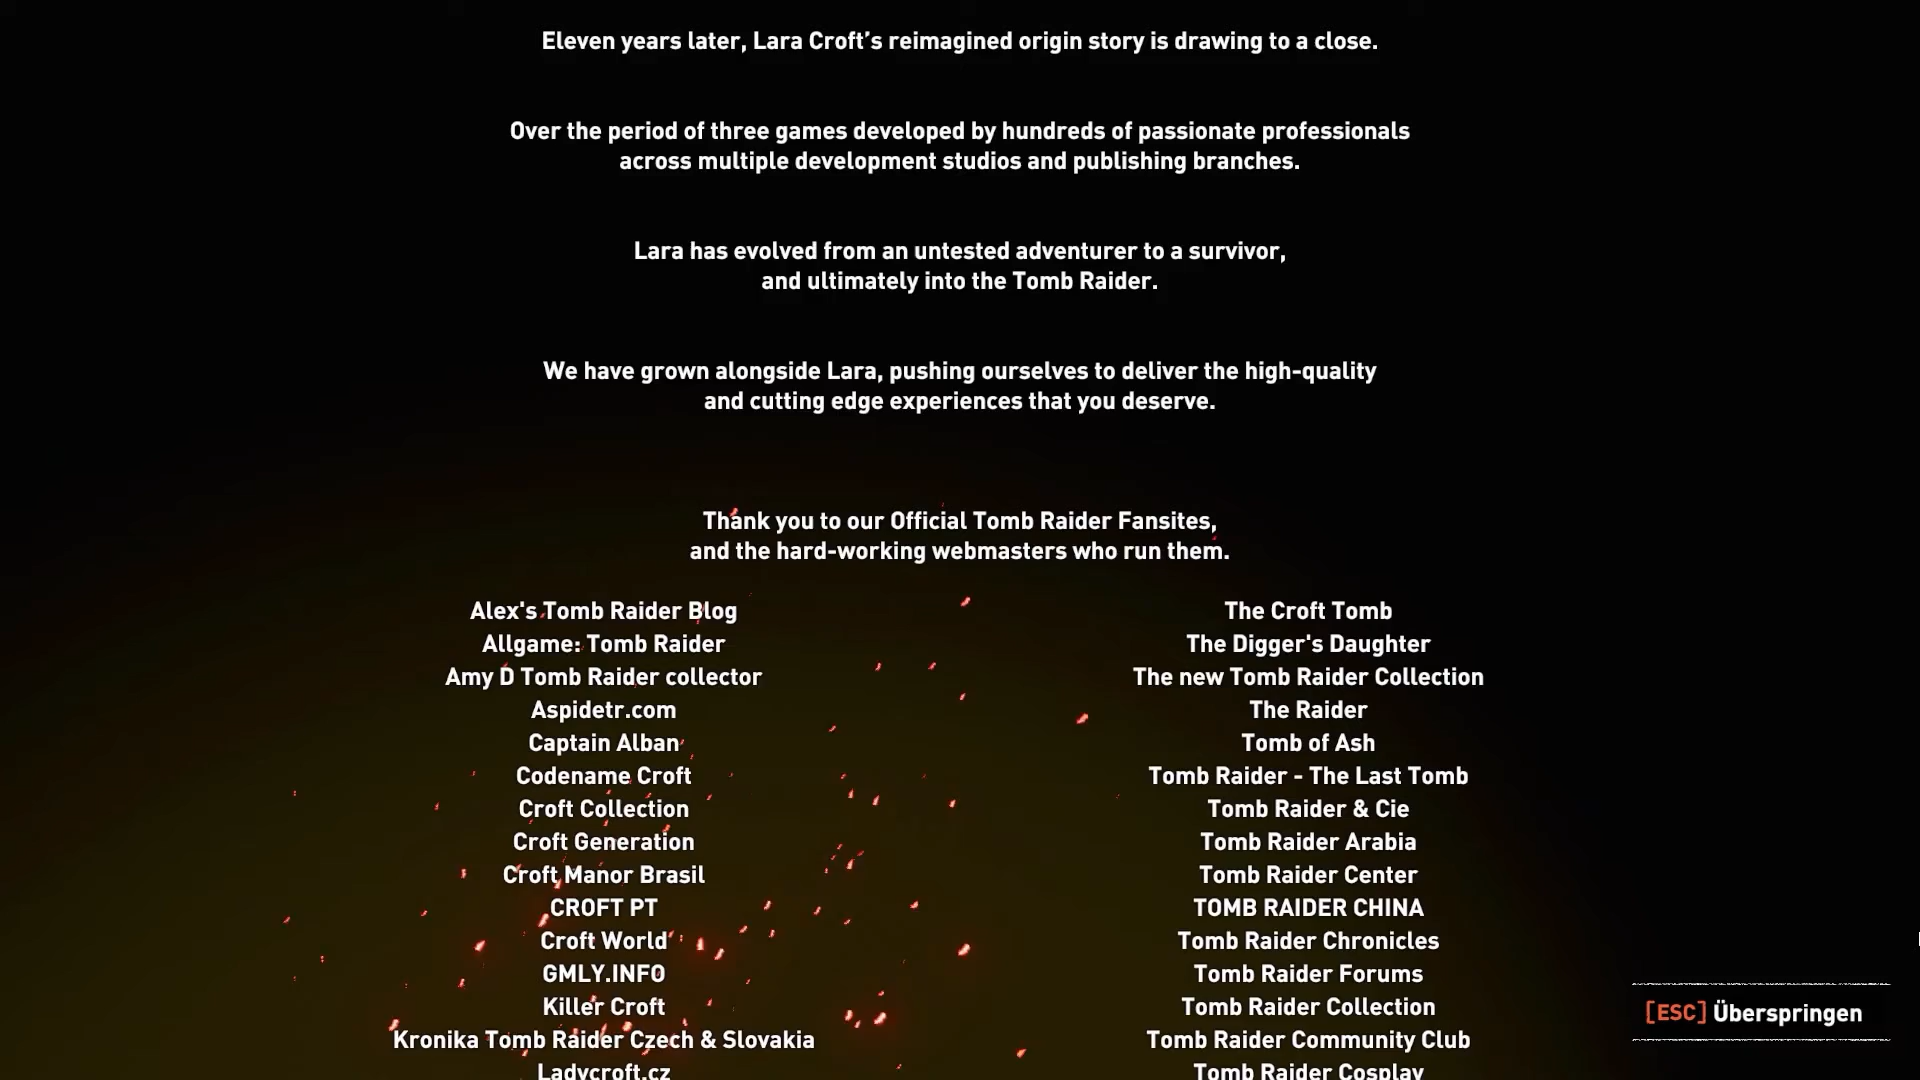 Eleven years later, Lara Croft’s reimagined origin story is drawing to a close.
Over the period of three games developed by hundreds of passionate professionals
across multiple development studios and publishing branches.
Lara has evolved from an untested adventurer to a survivor,
and ultimately into the Tomb Raider.
We have grown alongside Lara, pushing ourselves to deliver the high-quality
and cutting edge experiences that you deserve.
Thank you to our Official Tomb Raider Fansites,
and the hard-working webmasters who run them.
Alex's Tomb Raider Blog
Allgame: Tomb Raider
Amy D Tomb Raider collector
Aspidetr.com
Captain Alban
Codename Croft
Croft Collection
Croft Generation
Croft Manor Brasil
CROFT PT
Croft World
GMLY.INFO
Killer Croft
Kronika Tomb Raider Czech & Slovakia
Ladycroft.cz
The Croft Tomb
The Digger's Daughter
The new Tomb Raider Collection
The Raider
Tomb of Ash
Tomb Raider - The Last Tomb
Tomb Raider & Cie
Tomb Raider Arabia
Tomb Raider Center
TOMB RAIDER CHINA
Tomb Raider Chronicles
Tomb Raider Forums
Tomb Raider Collection
Tomb Raider Community Club
Tomb Raider Cosplay
[ESC] Überspringen